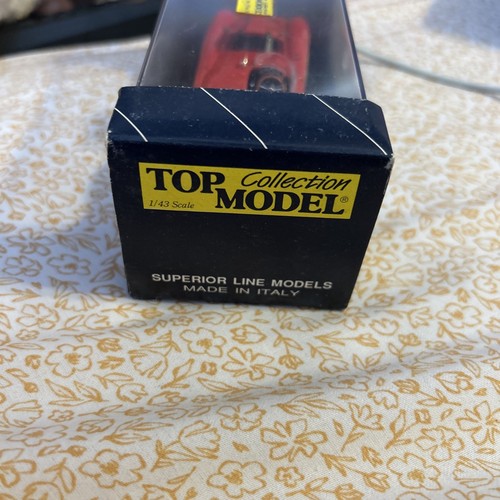 TOP Collection
1/43 Scale MODEL®
SUPERIOR LINE MODELS
MADE IN ITALY